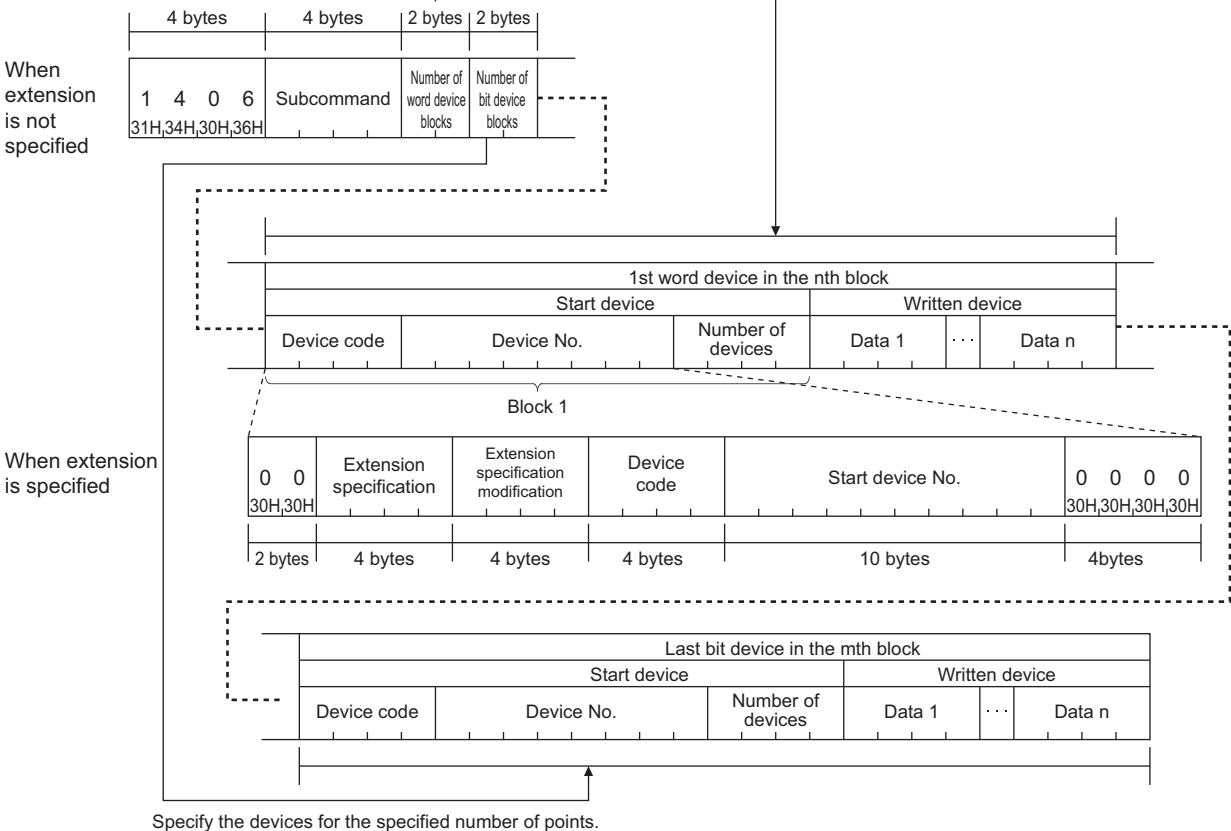 4 bytes 4 bytes 2 bytes 2 bytes
When extension is not specified
1 4 0 6
31H,34H,30H,36H
Subcommand
Number of word device blocks
Number of bit device blocks
1st word device in the nth block
Start device Written device
Device code Device No. Number of devices Data 1 ··· Data n
Block 1
When extension is specified
0 0
30H,30H
Extension specification
Extension specification modification
Device code
Start device No.
0 0 0 0
30H,30H,30H,30H
2 bytes 4 bytes 4 bytes 4 bytes 10 bytes 4bytes
Last bit device in the mth block
Start device Written device
Device code Device No. Number of devices Data 1 ··· Data n
Specify the devices for the specified number of points.